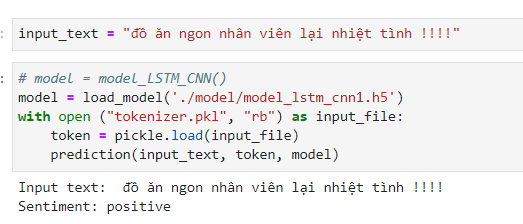 : input_text = "đồ ăn ngon nhân viên lại nhiệt tình !!!!"
: # model = model_LSTM_CNN()
model = load_model('./model/model_lstm_cnn1.h5')
with open ("tokenizer.pkl", "rb") as input_file:
    token = pickle.load(input_file)
    prediction(input_text, token, model)
Input text:  đồ ăn ngon nhân viên lại nhiệt tình !!!!
Sentiment: positive